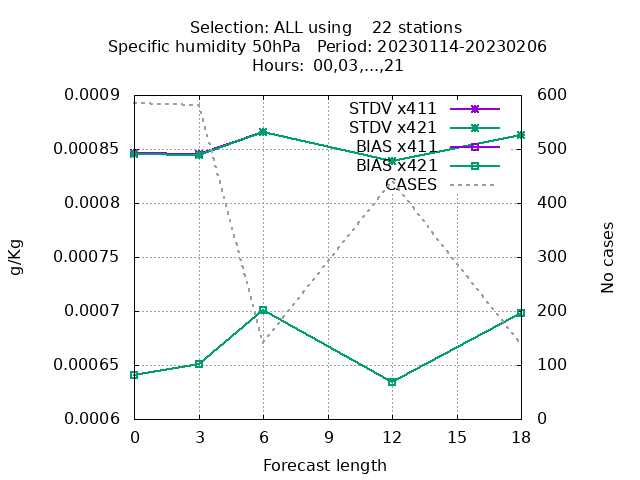 Selection: ALL using    22 stations
Specific humidity 50hPa   Period: 20230114-20230206
Hours:  00,03,...,21
0.0009
0.00085
0.0008
0.00075
0.0007
0.00065
0.0006
g/Kg
STDV x411
STDV x421
BIAS x411
BIAS x421
CASES
600
500
400
300
200
100
0
No cases
0 3 6 9 12 15 18
Forecast length